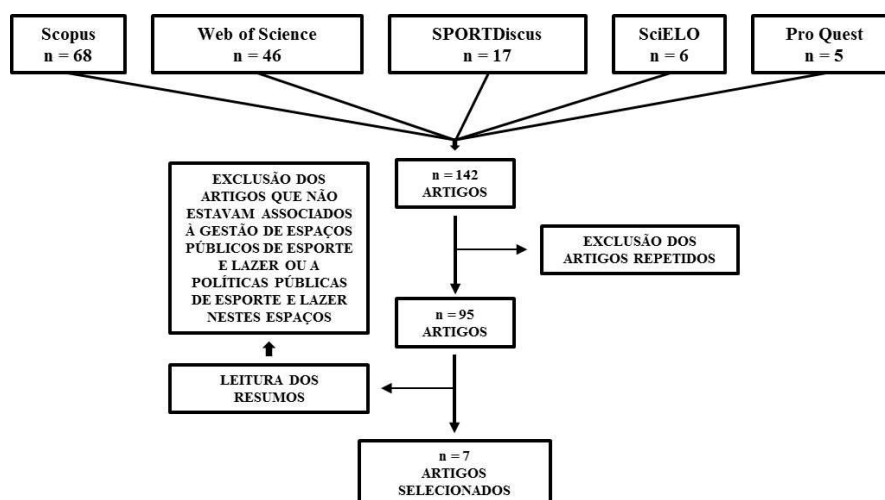 Scopus
n = 68
Web of Science
n = 46
SPORTDiscus
n = 17
SciELO
n = 6
Pro Quest
n = 5
n = 142
ARTIGOS
EXCLUSÃO DOS
ARTIGOS QUE NÃO
ESTAVAM ASSOCIADOS
À GESTÃO DE ESPAÇOS
PÚBLICOS DE ESPORTE
E LAZER OU A
POLÍTICAS PÚBLICAS
DE ESPORTE E LAZER
NESTES ESPAÇOS
EXCLUSÃO DOS
ARTIGOS REPETIDOS
n = 95
ARTIGOS
LEITURA DOS
RESUMOS
n = 7
ARTIGOS
SELECIONADOS